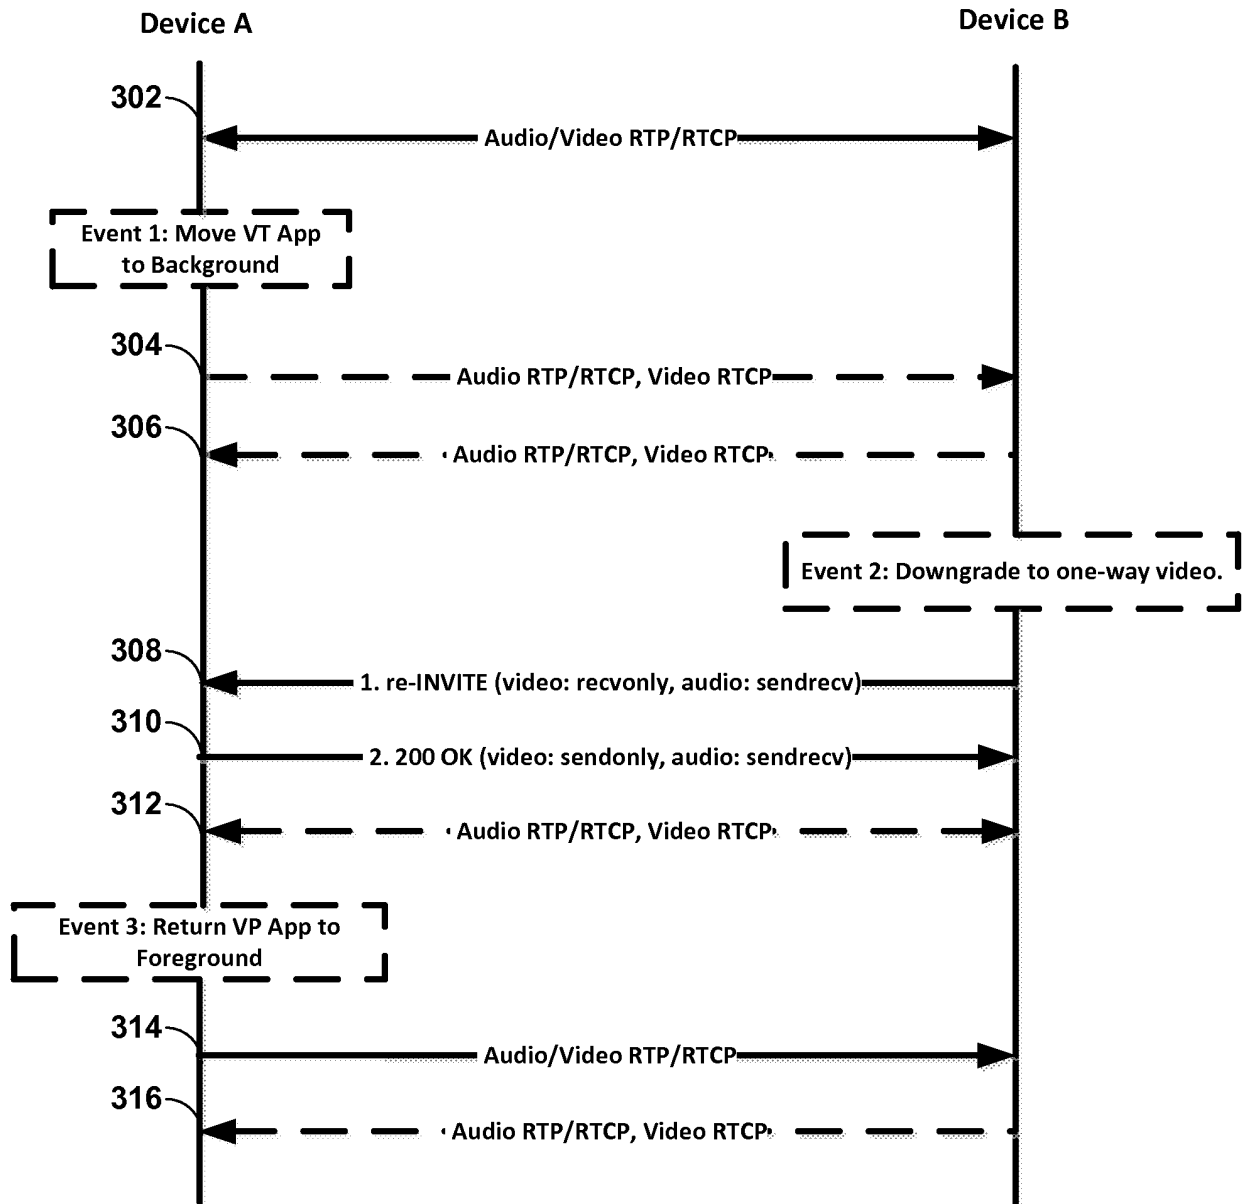 Device A
Device B
302
Audio/Video RTP/RTCP
Event 1: Move VT App
to Background
304
Audio RTP/RTCP, Video RTCP
306
Audio RTP/RTCP, Video RTCP
Event 2: Downgrade to one-way video.
308
1. re-INVITE (video: recvonly, audio: sendrecv)
310
2. 200 OK (video: sendonly, audio: sendrecv)
312
Audio RTP/RTCP, Video RTCP
Event 3: Return VP App to
Foreground
314
Audio/Video RTP/RTCP
316
Audio RTP/RTCP, Video RTCP